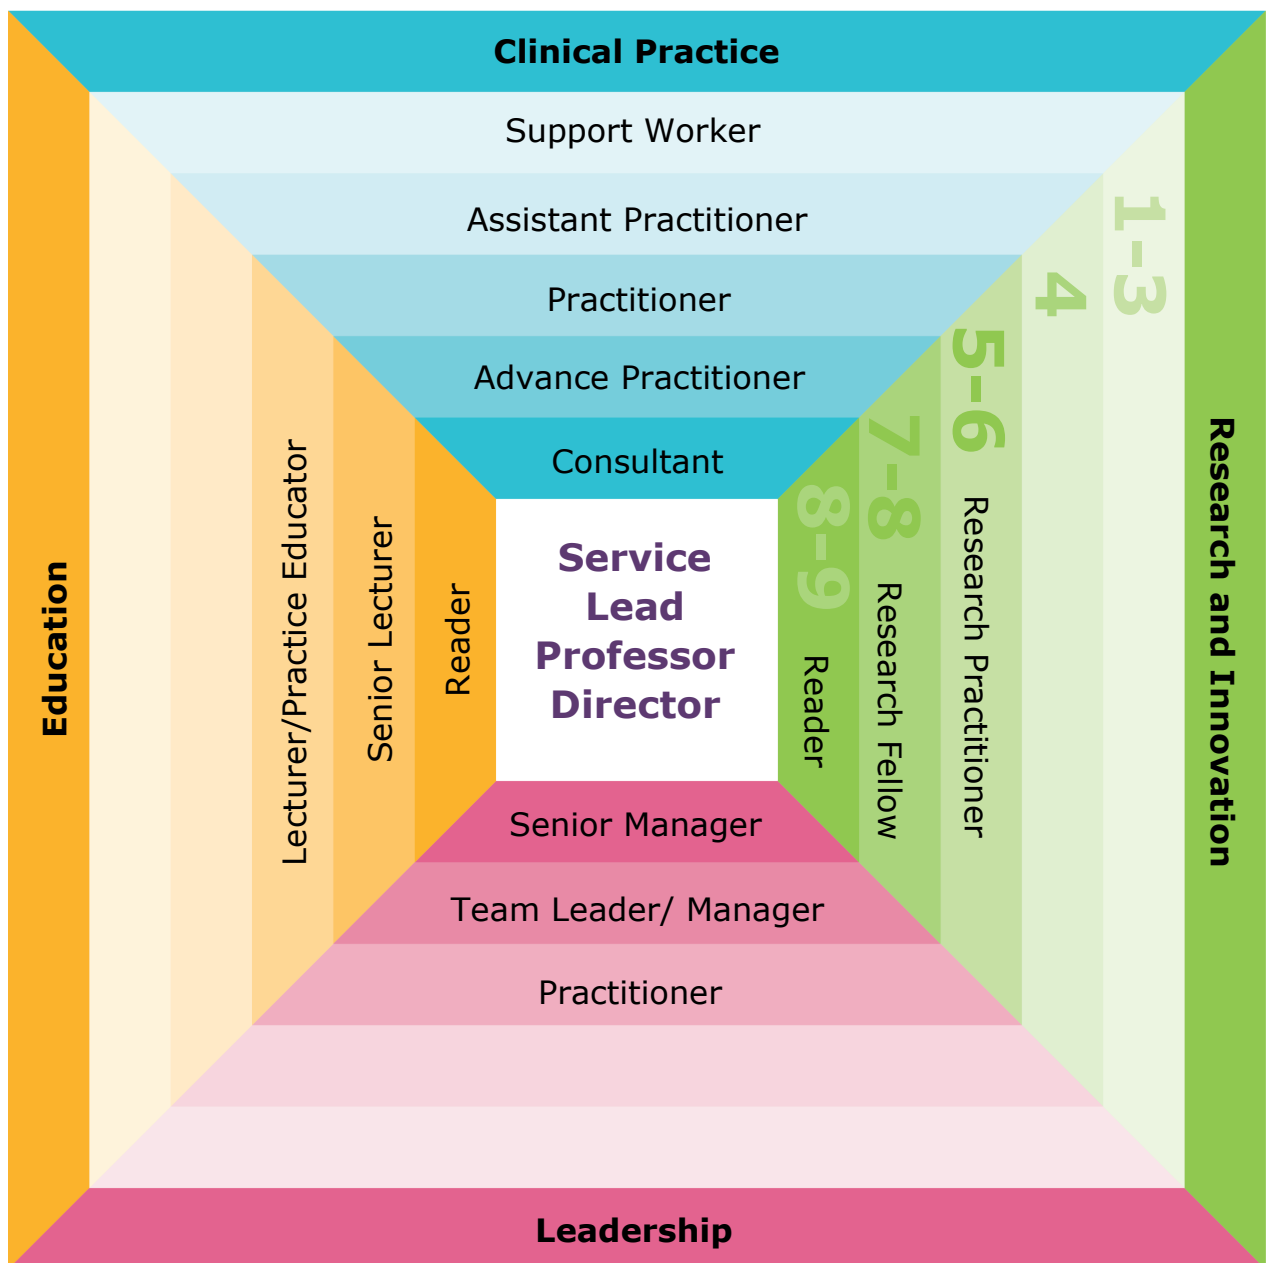 Clinical Practice
Support Worker
Assistant Practitioner
Practitioner
Advance Practitioner
Consultant
Education
Lecturer/Practice Educator
Senior Lecturer
Reader
Service
Lead
Professor
Director
8-9
Reader
7-8
Research Fellow
5-6
Research Practitioner
4
1-3
Research and Innovation
Senior Manager
Team Leader/ Manager
Practitioner
Leadership